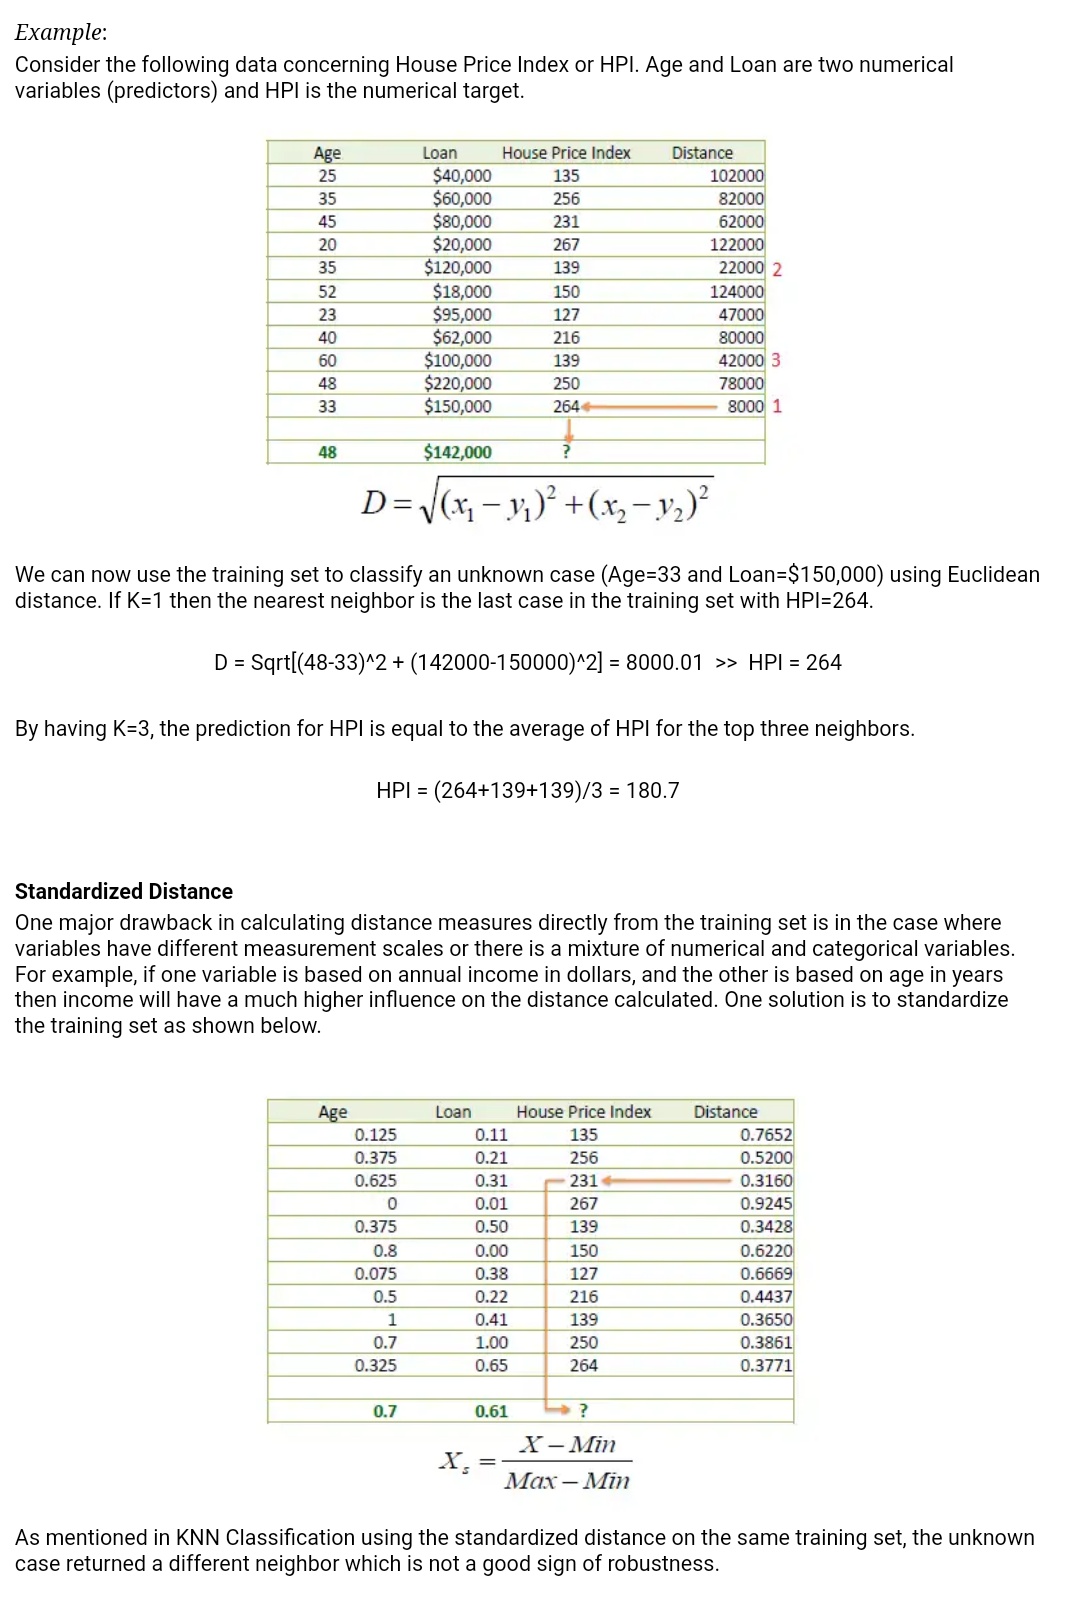 Example:
Consider the following data concerning House Price Index or HPI. Age and Loan are two numerical
variables (predictors) and HPI is the numerical target.
Age Loan House Price Index Distance
25 $40,000 135 102000
35 $60,000 256 82000
45 $80,000 231 62000
20 $20,000 267 122000
35 $120,000 139 22000 2
52 $18,000 150 124000
23 $95,000 127 47000
40 $62,000 216 80000
60 $100,000 139 42000 3
48 $220,000 250 78000
33 $150,000 264 8000 1
48 $142,000 ?
D = √(x₁ − y₁)² + (x₂ − y₂)²
We can now use the training set to classify an unknown case (Age=33 and Loan=$150,000) using Euclidean
distance. If K=1 then the nearest neighbor is the last case in the training set with HPI=264.
D = Sqrt[(48-33)^2 + (142000-150000)^2] = 8000.01 >> HPI = 264
By having K=3, the prediction for HPI is equal to the average of HPI for the top three neighbors.
HPI = (264+139+139)/3 = 180.7
Standardized Distance
One major drawback in calculating distance measures directly from the training set is in the case where
variables have different measurement scales or there is a mixture of numerical and categorical variables.
For example, if one variable is based on annual income in dollars, and the other is based on age in years
then income will have a much higher influence on the distance calculated. One solution is to standardize
the training set as shown below.
Age Loan House Price Index Distance
0.125 0.11 135 0.7652
0.375 0.21 256 0.5200
0.625 0.31 231 0.3160
0 0.01 267 0.9245
0.375 0.50 139 0.3428
0.8 0.00 150 0.6220
0.075 0.38 127 0.6669
0.5 0.22 216 0.4437
1 0.41 139 0.3650
0.7 1.00 250 0.3861
0.325 0.65 264 0.3771
0.7 0.61 ?
X − Min
Xₛ =
Max − Min
As mentioned in KNN Classification using the standardized distance on the same training set, the unknown
case returned a different neighbor which is not a good sign of robustness.